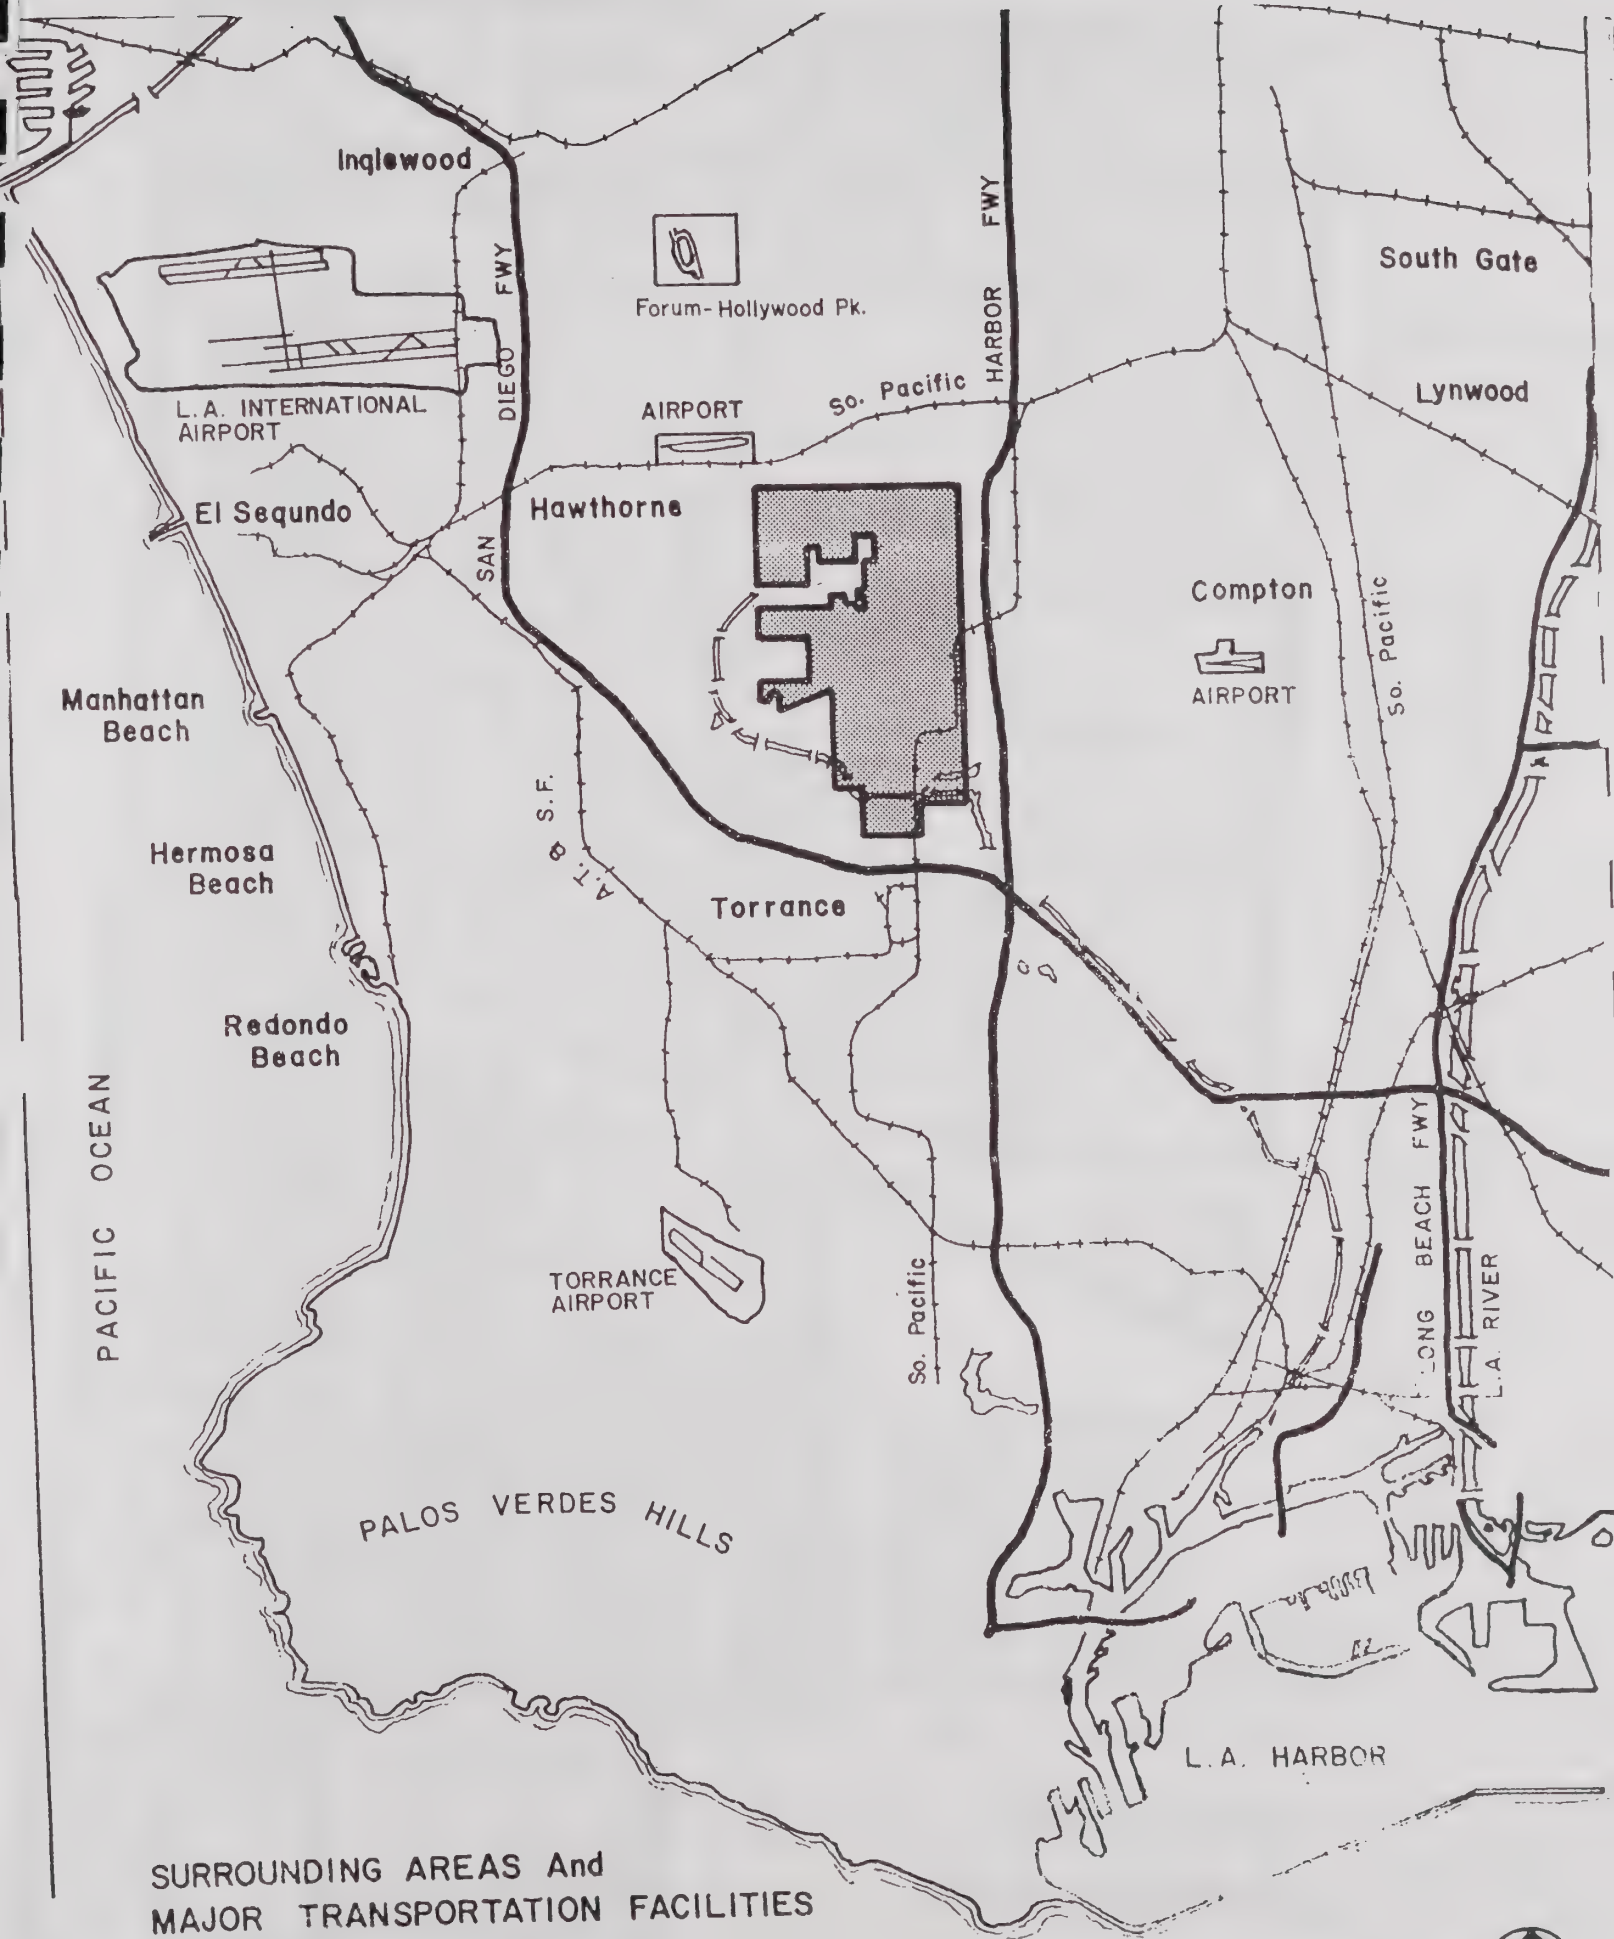 Inglewood
South Gate
Forum-Hollywood Pk.
HARBOR FWY
SAN DIEGO FWY
L.A. INTERNATIONAL
AIRPORT
AIRPORT
So. Pacific
Lynwood
El Segundo
Hawthorne
Compton
AIRPORT
So. Pacific
Manhattan
Beach
A.T. & S.F.
Hermosa
Beach
Torrance
Redondo
Beach
PACIFIC OCEAN
TORRANCE
AIRPORT
So. Pacific
LONG BEACH FWY
L.A. RIVER
PALOS VERDES HILLS
L.A. HARBOR
SURROUNDING AREAS And
MAJOR TRANSPORTATION FACILITIES